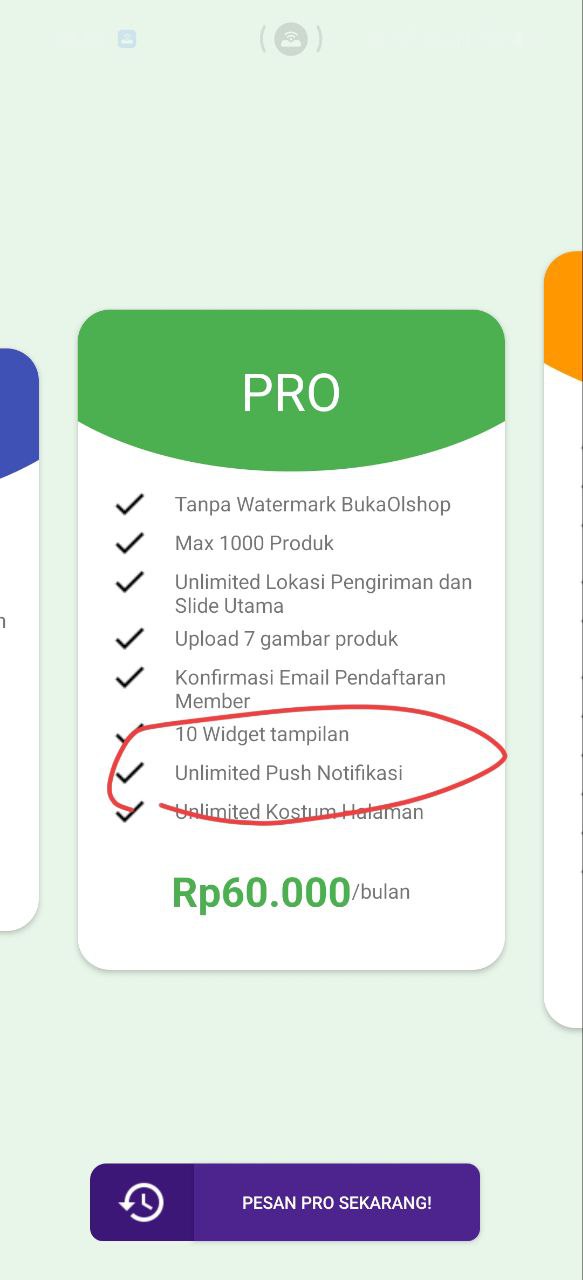 PRO
Tanpa Watermark BukaOlshop
Max 1000 Produk
Unlimited Lokasi Pengiriman dan
Slide Utama
Upload 7 gambar produk
Konfirmasi Email Pendaftaran
Member
10 Widget tampilan
Unlimited Push Notifikasi
Unlimited Kostum Halaman
Rp60.000/bulan
PESAN PRO SEKARANG!